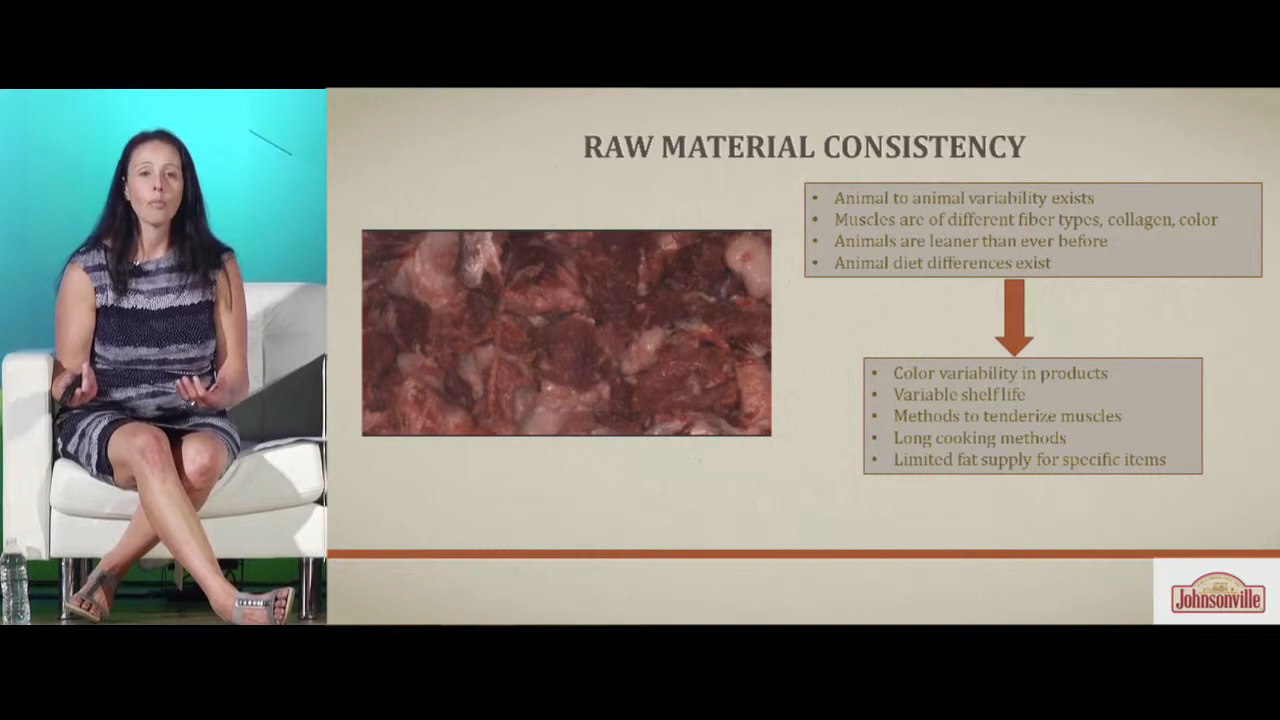 RAW MATERIAL CONSISTENCY
• Animal to animal variability exists
• Muscles are of different fiber types, collagen, color
• Animals are leaner than ever before
• Animal diet differences exist
• Color variability in products
• Variable shelf life
• Methods to tenderize muscles
• Long cooking methods
• Limited fat supply for specific items
Johnsonville